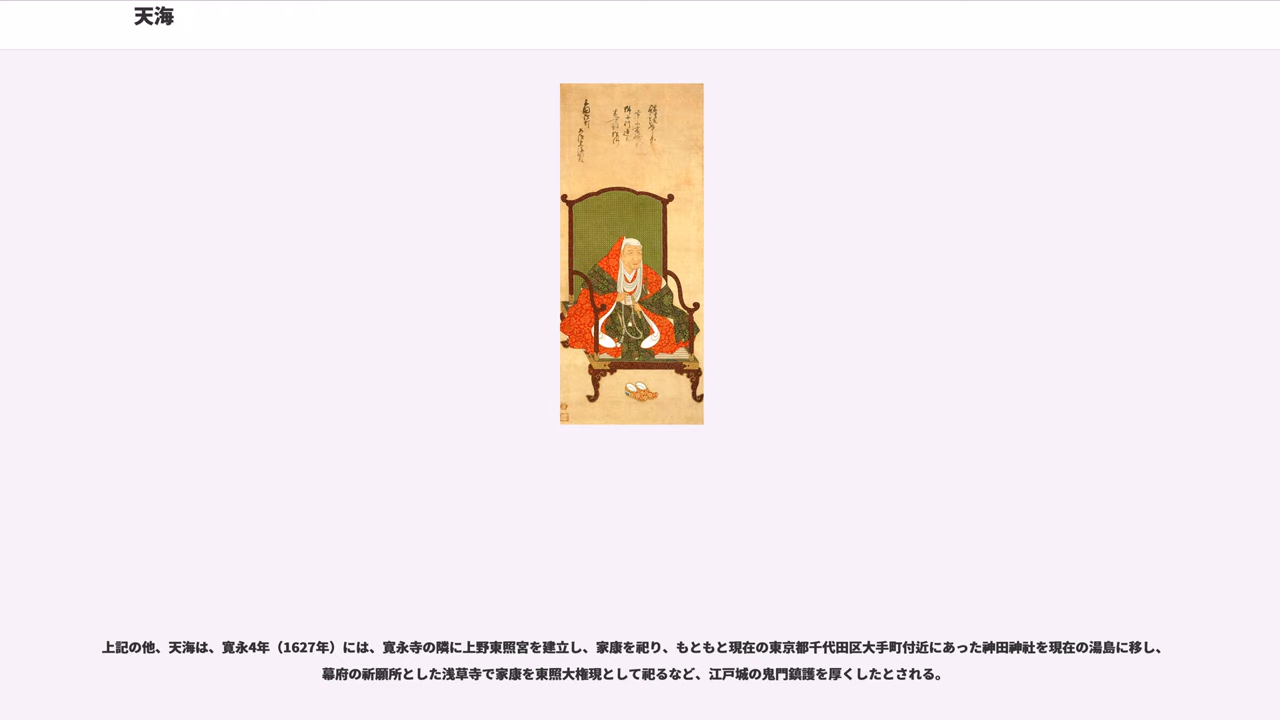 天海
上記の他、天海は、寛永4年（1627年）には、寛永寺の隣に上野東照宮を建立し、家康を祀り、もともと現在の東京都千代田区大手町付近にあった神田神社を現在の湯島に移し、
幕府の祈願所とした浅草寺で家康を東照大権現として祀るなど、江戸城の鬼門鎮護を厚くしたとされる。